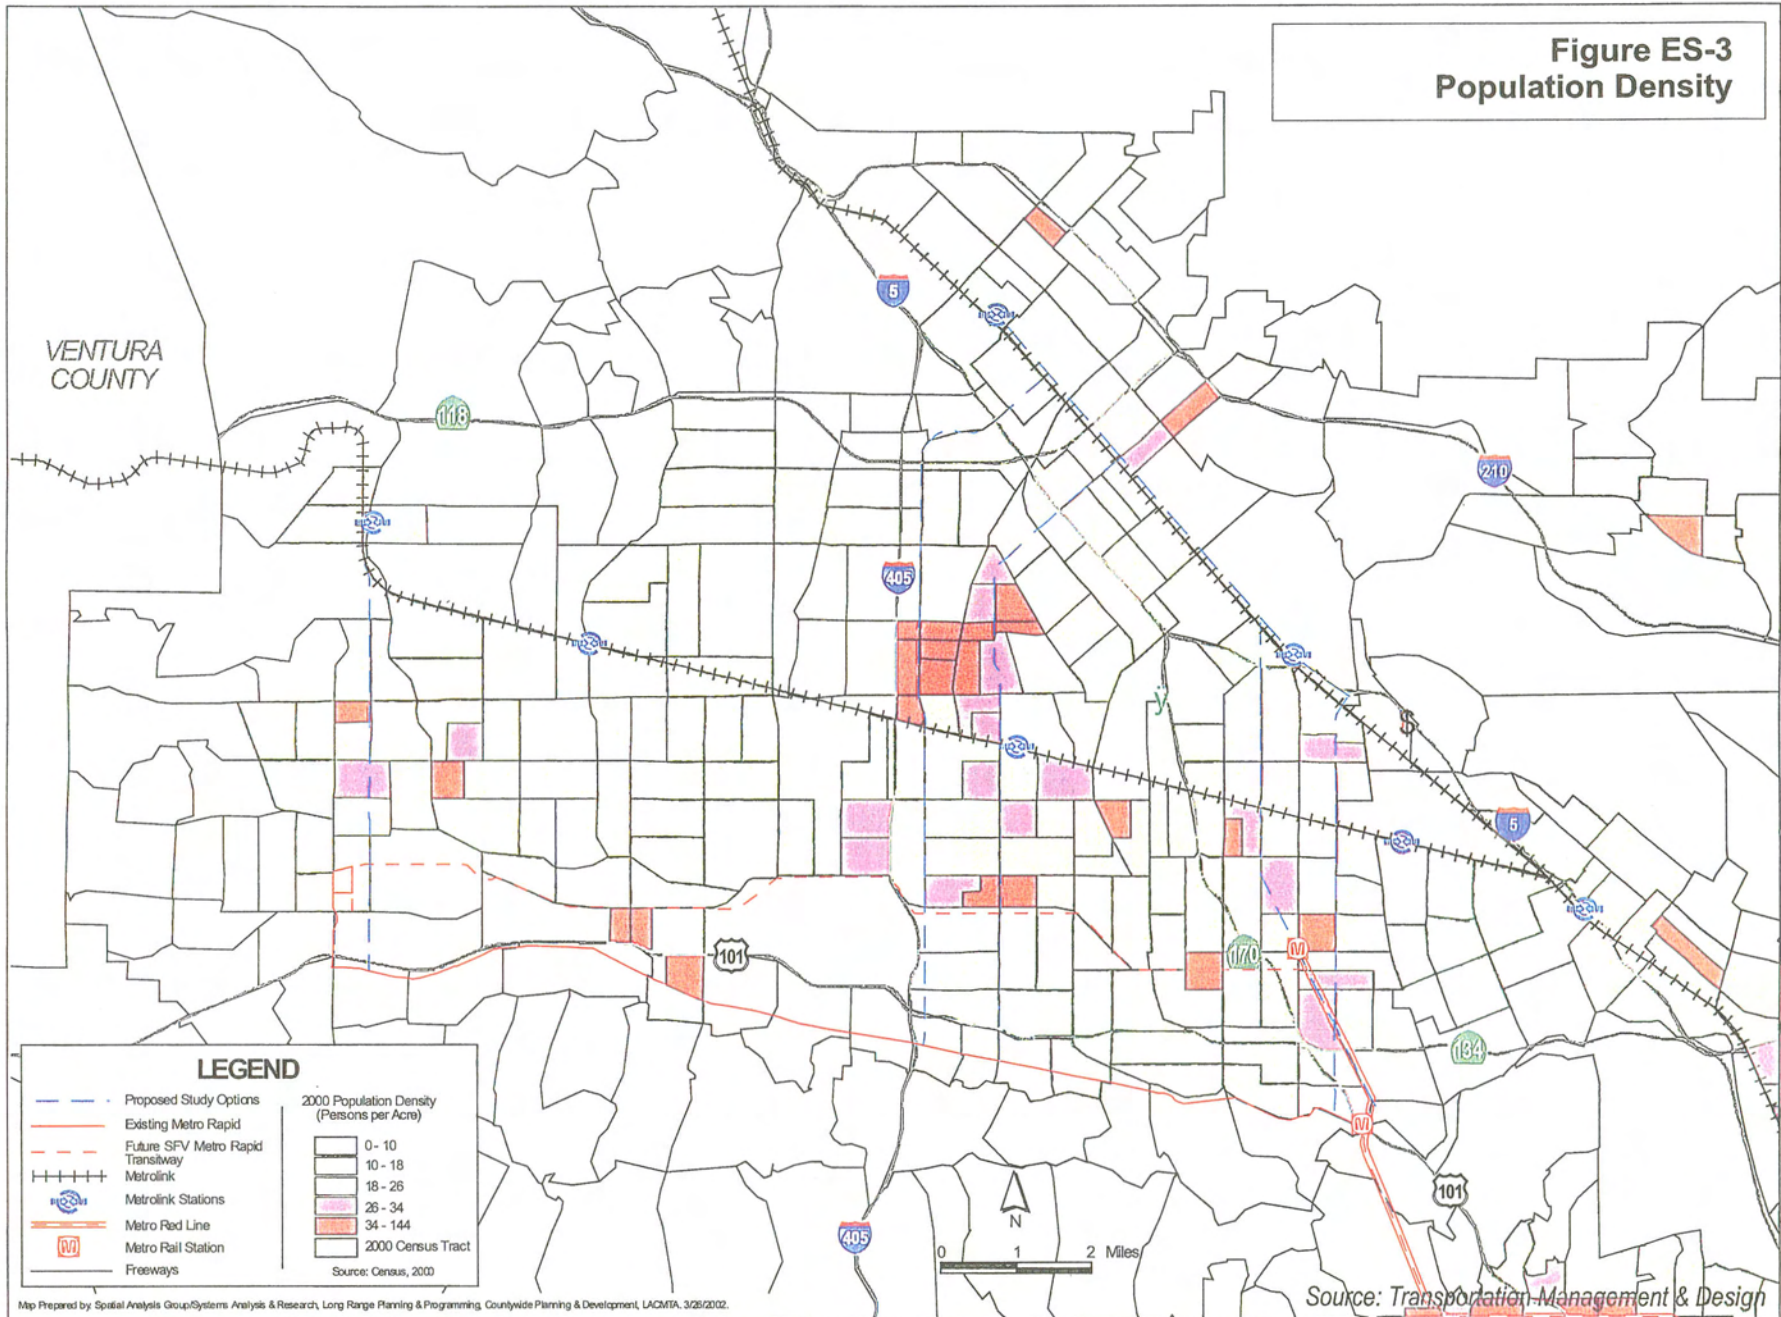 Figure ES-3
Population Density
5
VENTURA
COUNTY
118
210
405
ÿ
$
5
101
170
134
LEGEND
Proposed Study Options
Existing Metro Rapid
Future SFV Metro Rapid
Transitway
Metrolink
Metrolink Stations
Metro Red Line
M
Metro Rail Station
Freeways
2000 Population Density
(Persons per Acre)
0 - 10
10 - 18
18 - 26
26 - 34
34 - 144
2000 Census Tract
Source: Census, 2000
M
M
101
405
N
0 1 2 Miles
Source: Transportation Management & Design
Map Prepared by: Spatial Analysis Group/Systems Analysis & Research, Long Range Planning & Programming, Countywide Planning & Development, LACMTA, 3/26/2002.